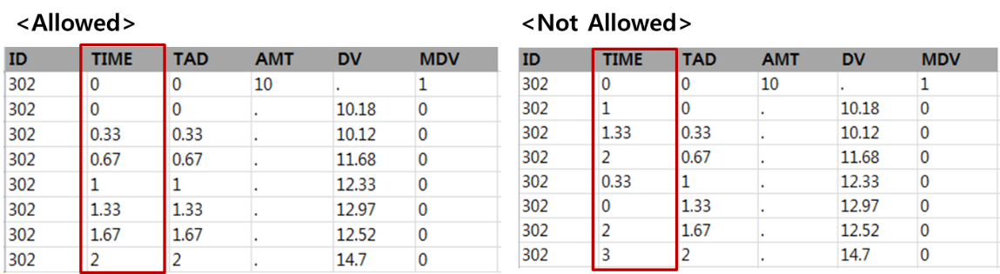 <Allowed>
ID TIME TAD AMT DV MDV
302 0 0 10 . 1
302 0 0 . 10.18 0
302 0.33 0.33 . 10.12 0
302 0.67 0.67 . 11.68 0
302 1 1 . 12.33 0
302 1.33 1.33 . 12.97 0
302 1.67 1.67 . 12.52 0
302 2 2 . 14.7 0
<Not Allowed>
ID TIME TAD AMT DV MDV
302 0 0 10 . 1
302 1 0 . 10.18 0
302 1.33 0.33 . 10.12 0
302 2 0.67 . 11.68 0
302 0.33 1 . 12.33 0
302 0 1.33 . 12.97 0
302 2 1.67 . 12.52 0
302 3 2 . 14.7 0